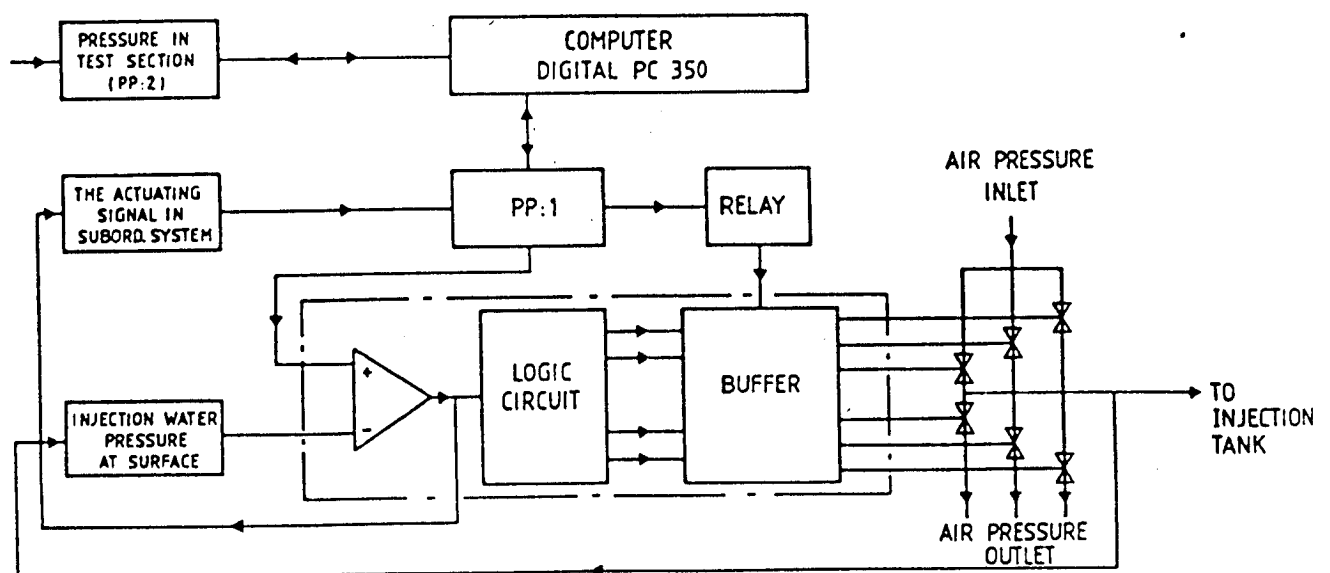 PRESSURE IN
TEST SECTION
(PP:2)
COMPUTER
DIGITAL PC 350
THE ACTUATING
SIGNAL IN
SUBORD.SYSTEM
PP:1
RELAY
AIR PRESSURE
INLET
INJECTION WATER
PRESSURE
AT SURFACE
+
-
LOGIC
CIRCUIT
BUFFER
TO
INJECTION
TANK
AIR PRESSURE
OUTLET